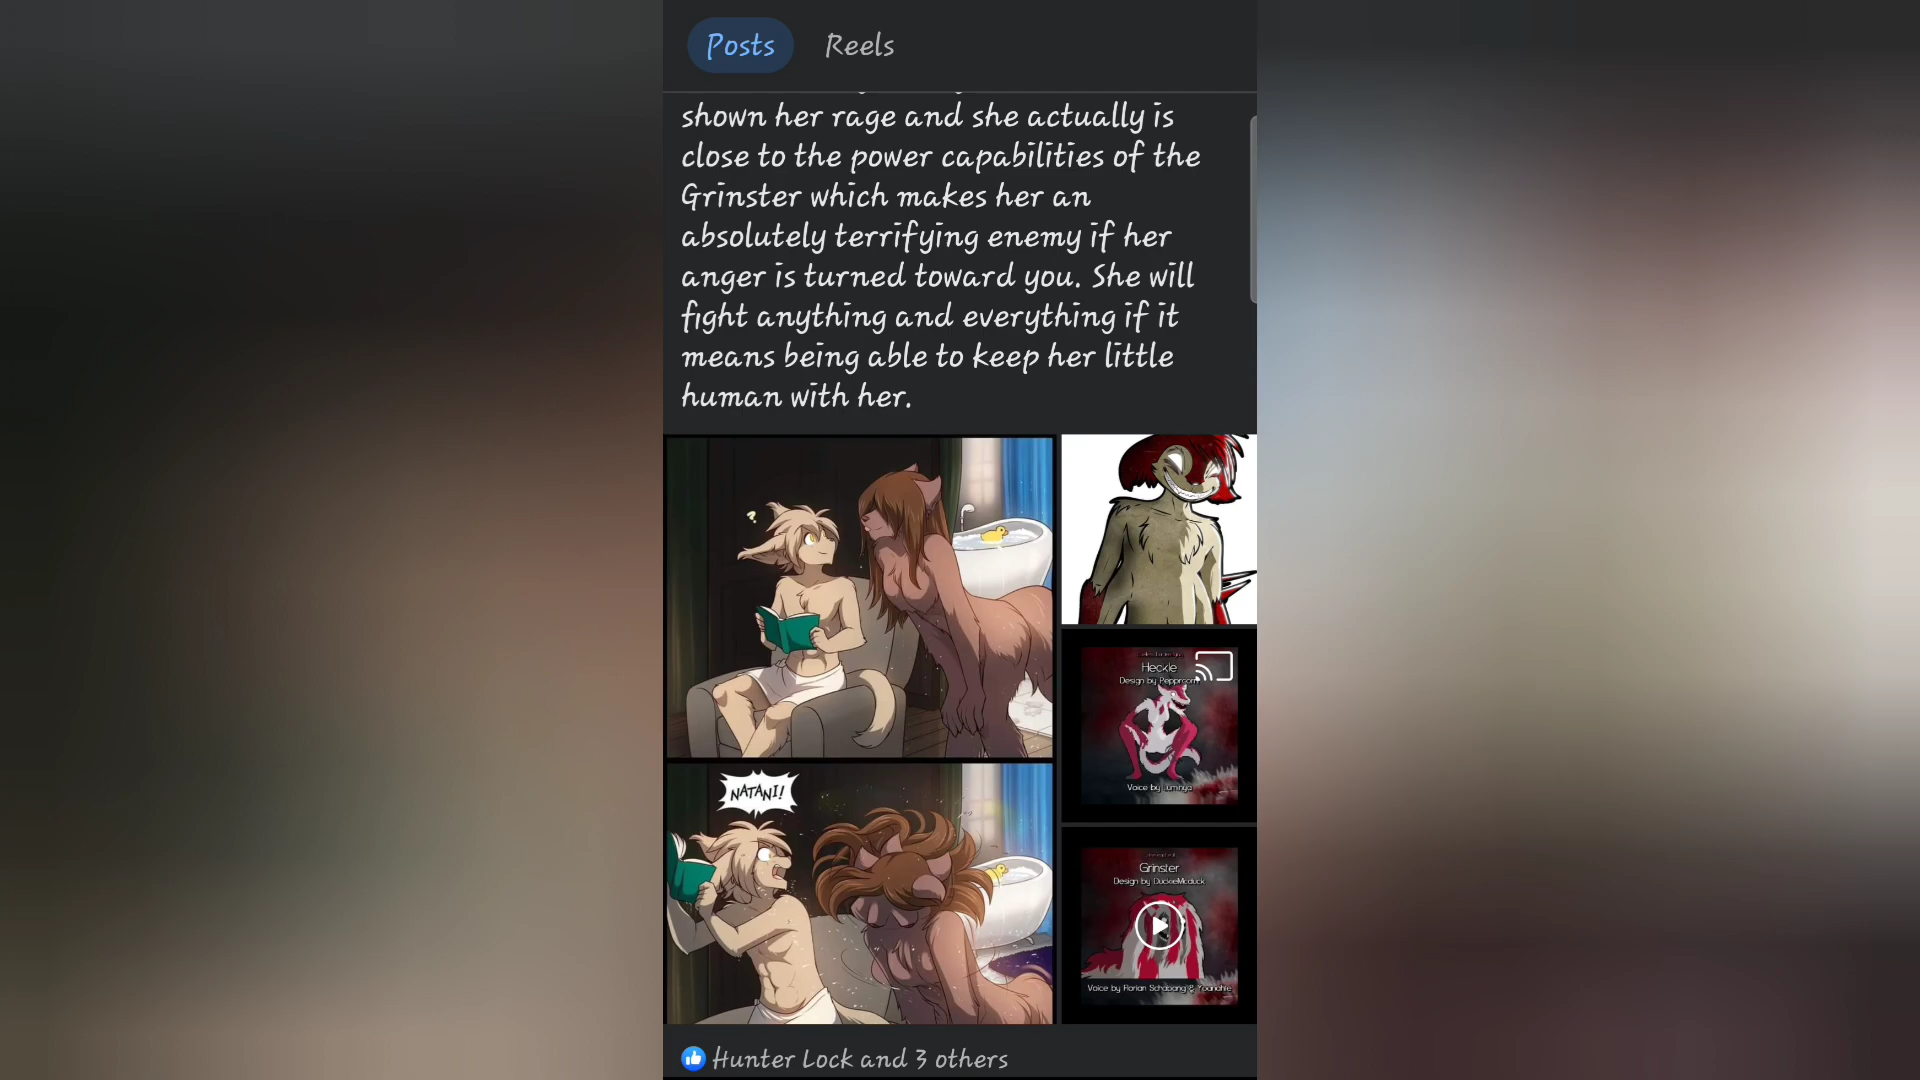 Posts Reels
shown her rage and she actually is
close to the power capabilities of the
Grinster which makes her an
absolutely terrifying enemy if her
anger is turned toward you. She will
fight anything and everything if it
means being able to keep her little
human with her.
?
NATANI!
Heckle
Design by
Voice by
Grinster
Design by DuckieMcduck
Voice by Florian
Hunter Lock and 3 others